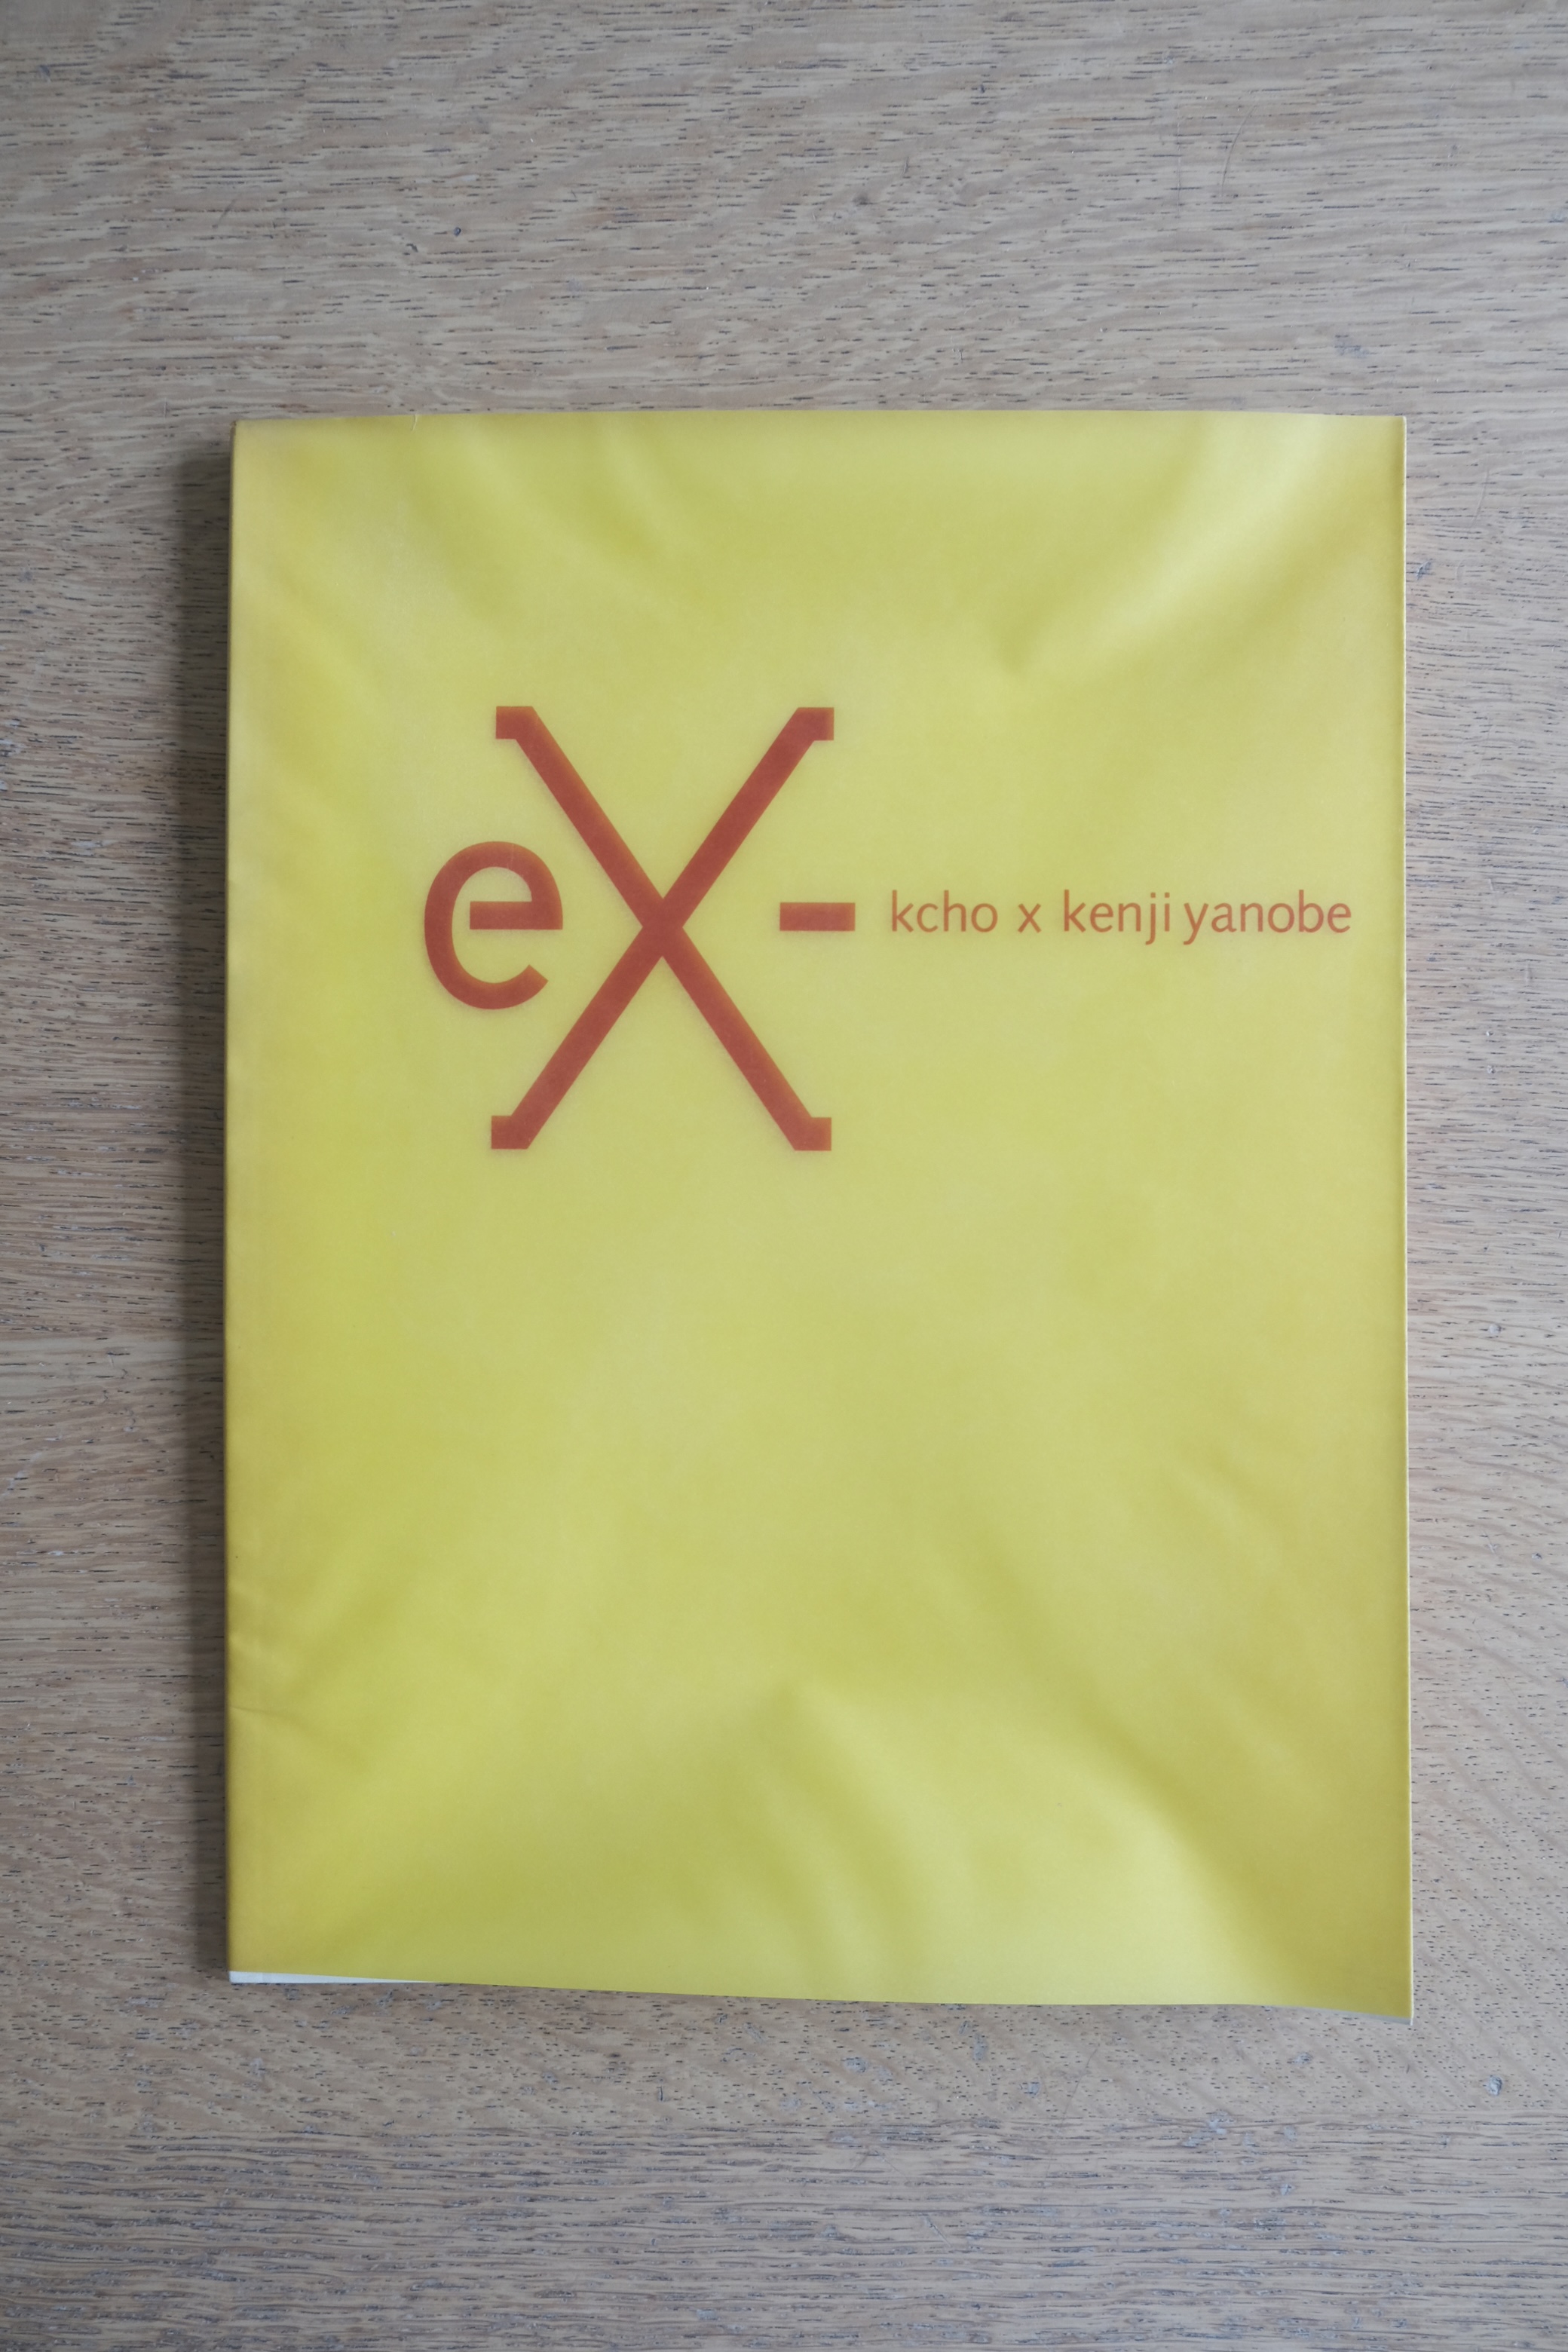 eX- kcho x kenji yanobe